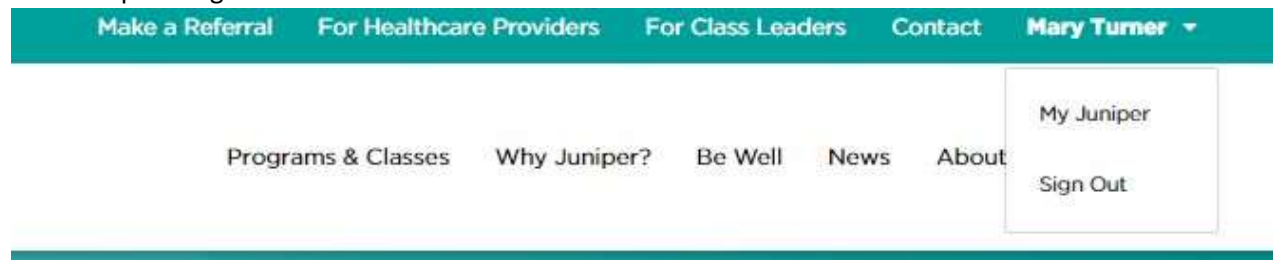 Make a Referral For Healthcare Providers For Class Leaders Contact Mary Turner
My Juniper
Programs & Classes Why Juniper? Be Well News About
Sign Out